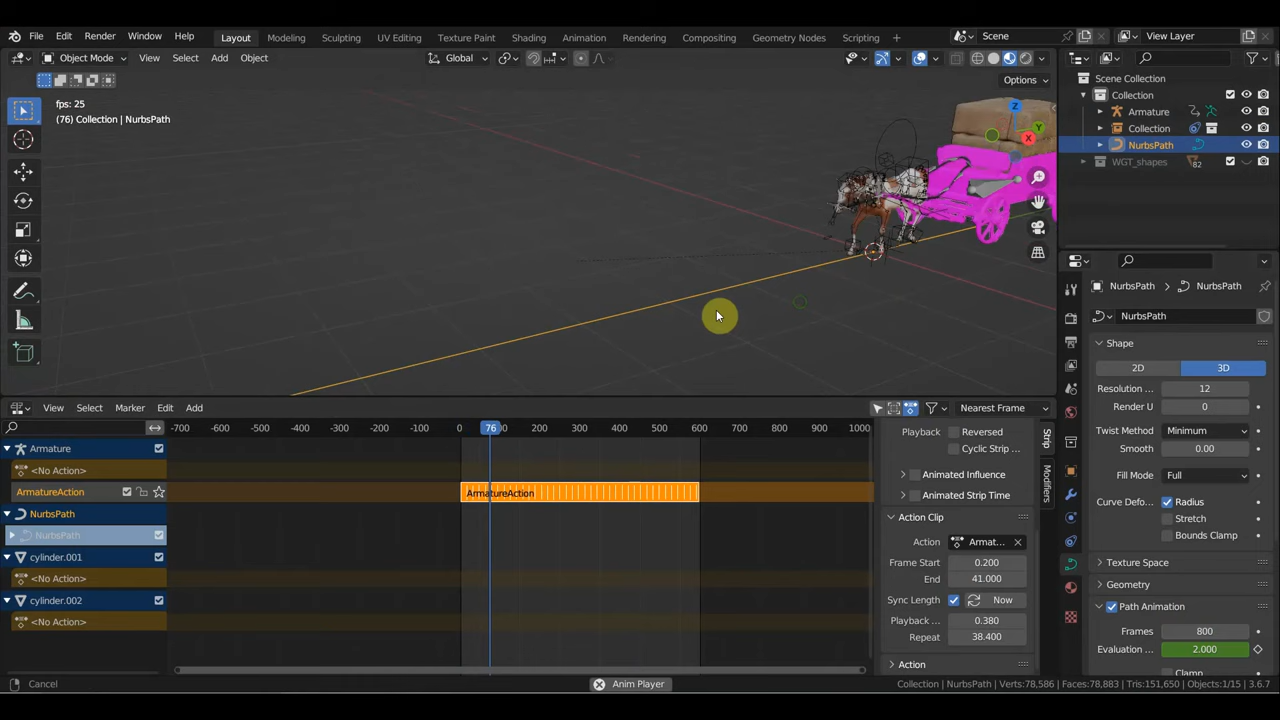 File Edit Render Window Help Layout Modeling Sculpting UV Editing Texture Paint Shading Animation Rendering Compositing Geometry Nodes Scripting + Scene View Layer
Object Mode View Select Add Object Global
Options
fps: 25
(76) Collection | NurbsPath
Z
Y
X
Scene Collection
Collection
Armature
Collection
NurbsPath
WGT_shapes
82
NurbsPath > NurbsPath
NurbsPath
Shape
2D 3D
Resolution ... 12
Render U 0
Twist Method Minimum
Smooth 0.00
Fill Mode Full
Curve Defo... Radius
Stretch
Bounds Clamp
Texture Space
Geometry
Path Animation
Frames 800
Evaluation ... 2.000
Clamp
View Select Marker Edit Add Nearest Frame
-700 -600 -500 -400 -300 -200 -100 0 76 200 300 400 500 600 700 800 900 1000
Armature
<No Action>
ArmatureAction
ArmatureAction
NurbsPath
NurbsPath
cylinder.001
<No Action>
cylinder.002
<No Action>
Playback Reversed
Cyclic Strip ...
Animated Influence
Animated Strip Time
Action Clip
Action Armat...
Frame Start 0.200
End 41.000
Sync Length Now
Playback ... 0.380
Repeat 38.400
Action
Strip
Modifiers
Cancel Anim Player Collection | NurbsPath | Verts:78,586 | Faces:78,883 | Tris:151,650 | Objects:1/15 | 3.6.7